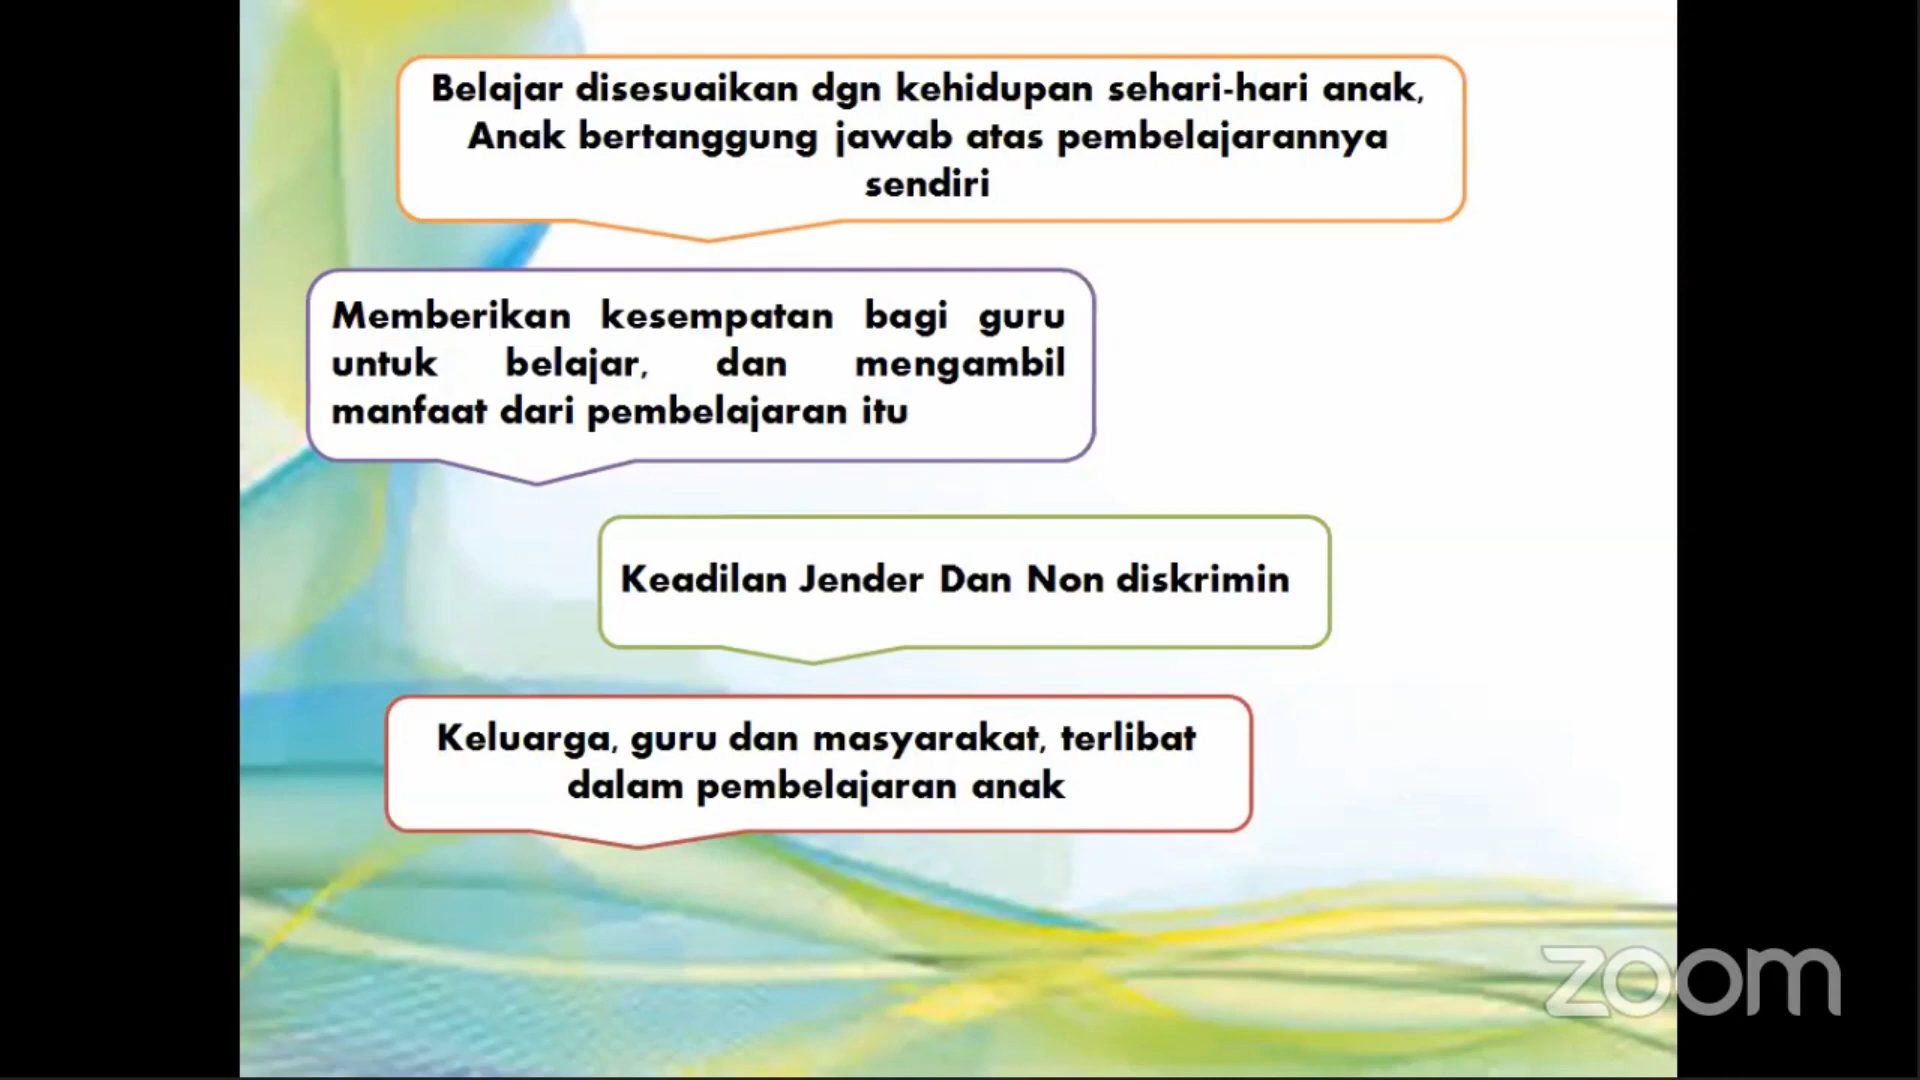 Belajar disesuaikan dgn kehidupan sehari-hari anak,
Anak bertanggung jawab atas pembelajarannya
sendiri
Memberikan kesempatan bagi guru
untuk belajar, dan mengambil
manfaat dari pembelajaran itu
Keadilan Jender Dan Non diskrimin
Keluarga, guru dan masyarakat, terlibat
dalam pembelajaran anak
zoom